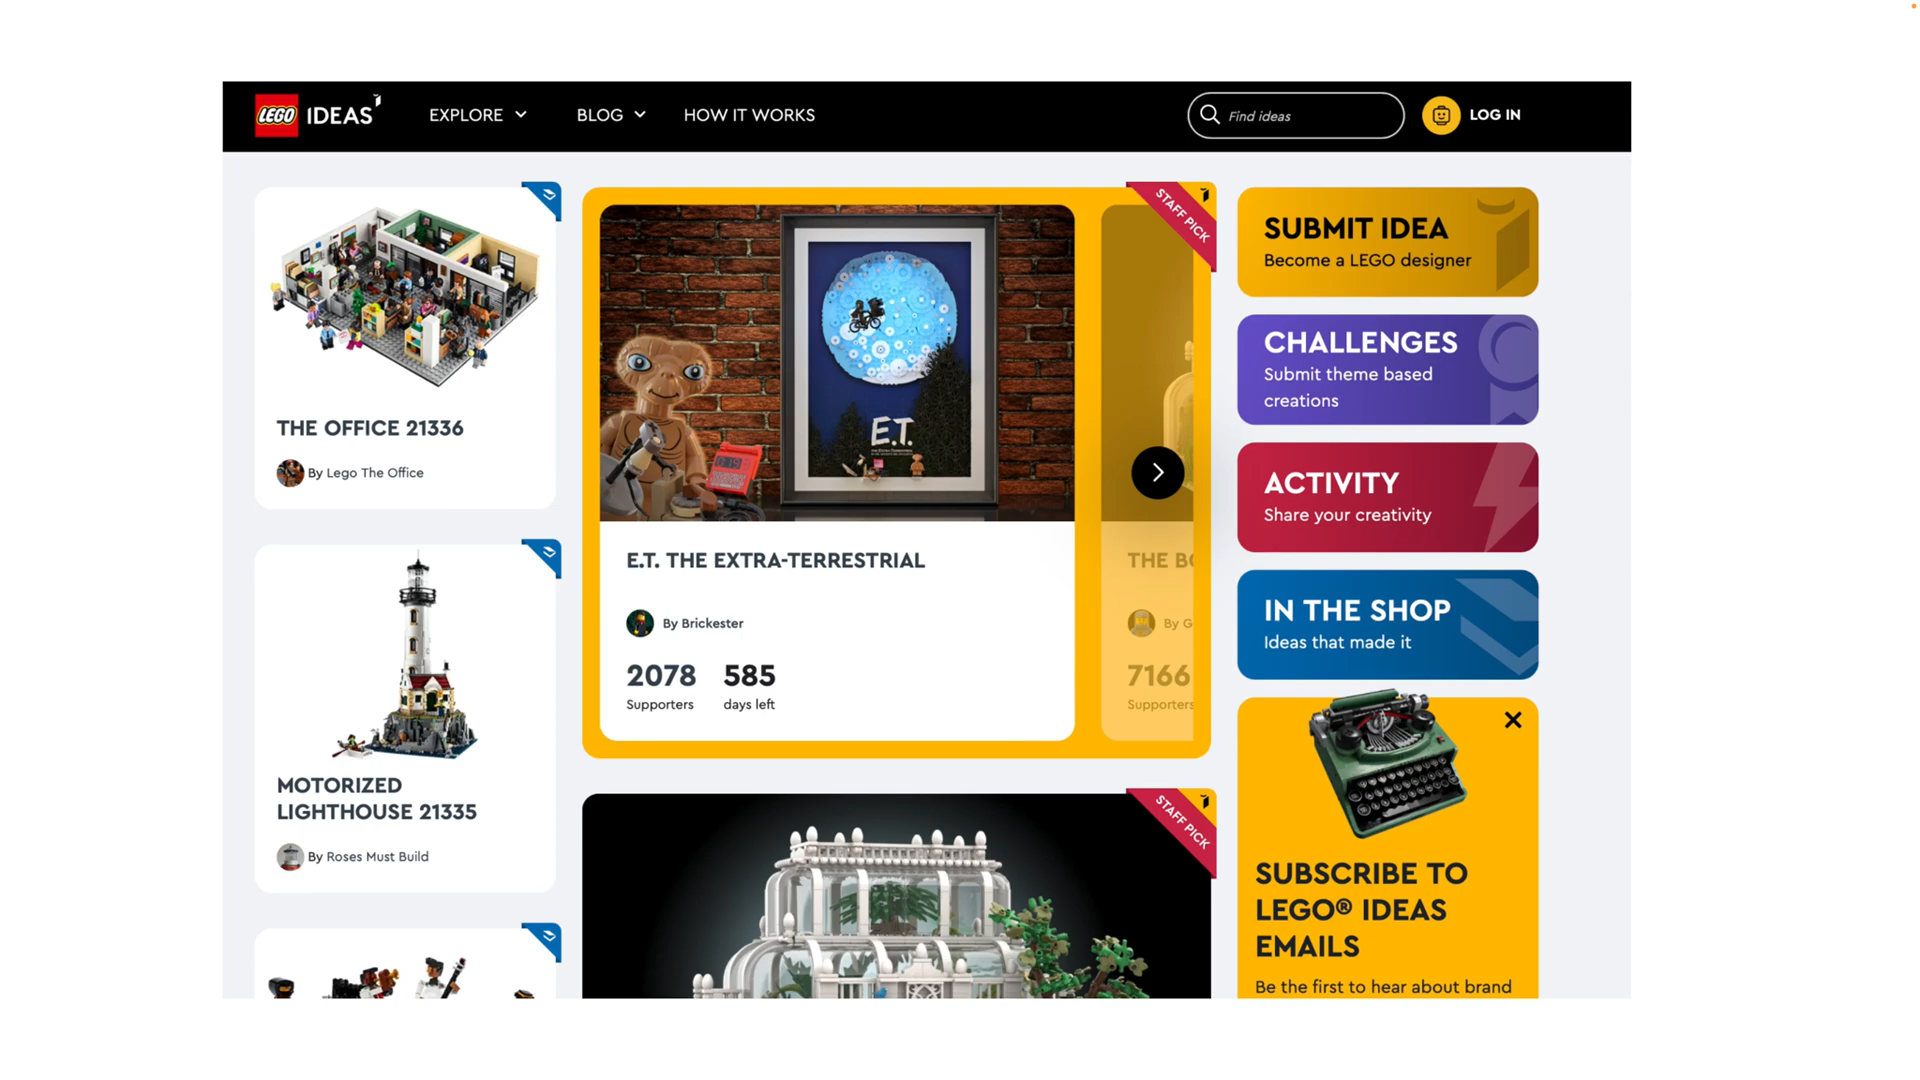 LEGO IDEAS
EXPLORE
BLOG
HOW IT WORKS
Find ideas
LOG IN
THE OFFICE 21336
By Lego The Office
MOTORIZED
LIGHTHOUSE 21335
By Roses Must Build
STAFF PICK
E.T.
E.T. THE EXTRA-TERRESTRIAL
By Brickester
2078
Supporters
585
days left
THE BO
By G
7166
Supporters
STAFF PICK
SUBMIT IDEA
Become a LEGO designer
CHALLENGES
Submit theme based
creations
ACTIVITY
Share your creativity
IN THE SHOP
Ideas that made it
SUBSCRIBE TO
LEGO® IDEAS
EMAILS
Be the first to hear about brand